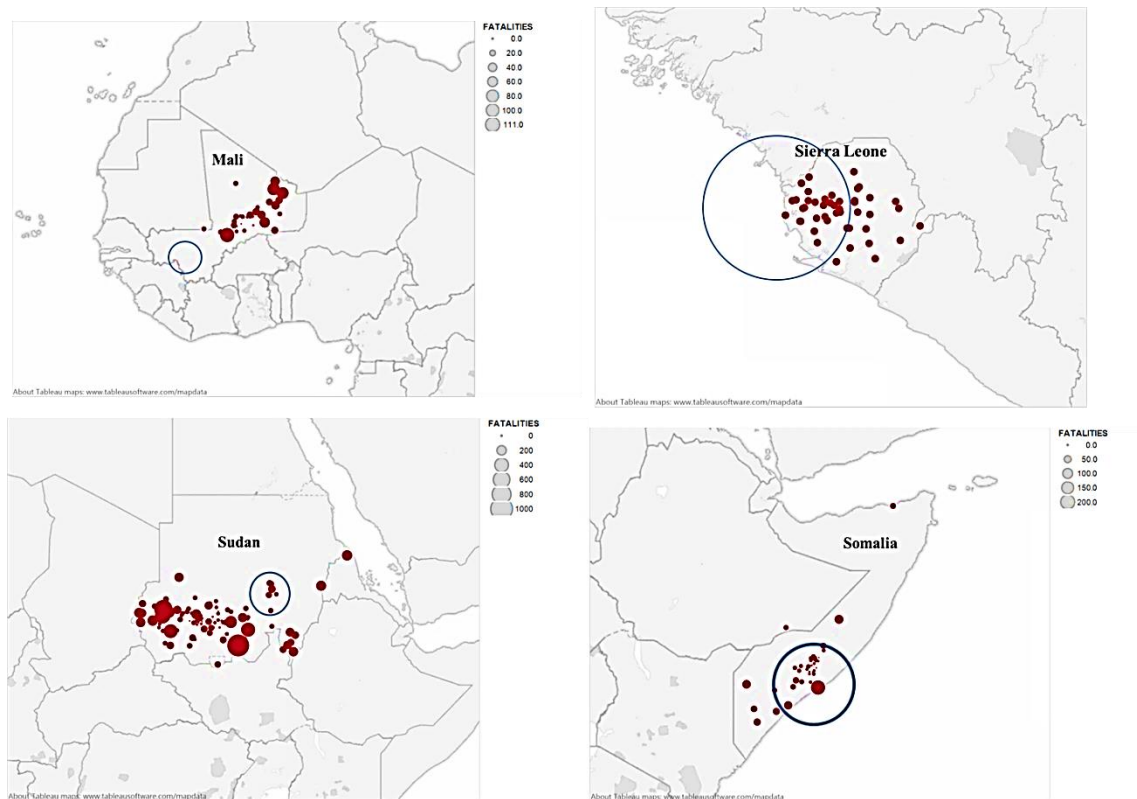 FATALITIES
0.0
20.0
40.0
60.0
80.0
100.0
111.0
Mali
About Tableau maps: www.tableausoftware.com/mapdata
Sierra Leone
About Tableau maps: www.tableausoftware.com/mapdata
FATALITIES
0
200
400
600
800
1000
Sudan
About Tableau maps: www.tableausoftware.com/mapdata
FATALITIES
0.0
50.0
100.0
150.0
200.0
Somalia
About Tableau maps: www.tableausoftware.com/mapdata